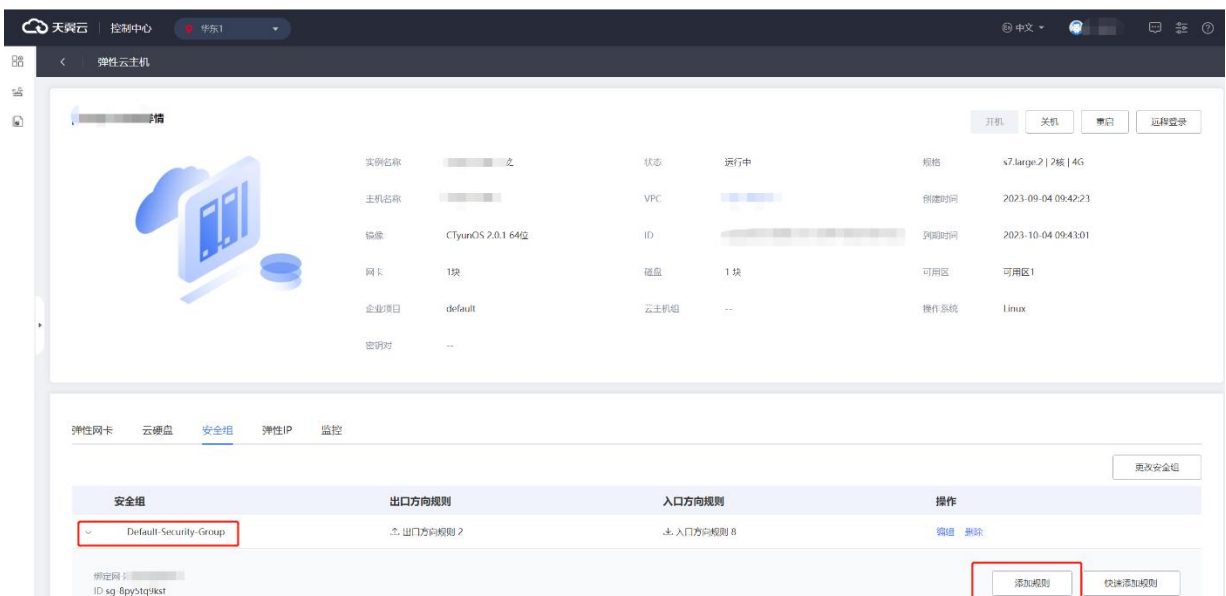 天翼云 控制中心 华东1 中文
弹性云主机
详情 开机 关机 重启 远程登录
实例名称 状态 运行中 规格 s7.large.2 | 2核 | 4G
主机名称 VPC 创建时间 2023-09-04 09:42:23
镜像 CTyunOS 2.0.1 64位 ID 到期时间 2023-10-04 09:43:01
网卡 1块 磁盘 1 块 可用区 可用区1
企业项目 default 云主机组 -- 操作系统 Linux
密钥对 --
弹性网卡 云硬盘 安全组 弹性IP 监控
更改安全组
安全组 出口方向规则 入口方向规则 操作
Default-Security-Group 出口方向规则 2 入口方向规则 8 编辑 删除
绑定网卡 添加规则 快速添加规则
ID sg-8py5tq9kst